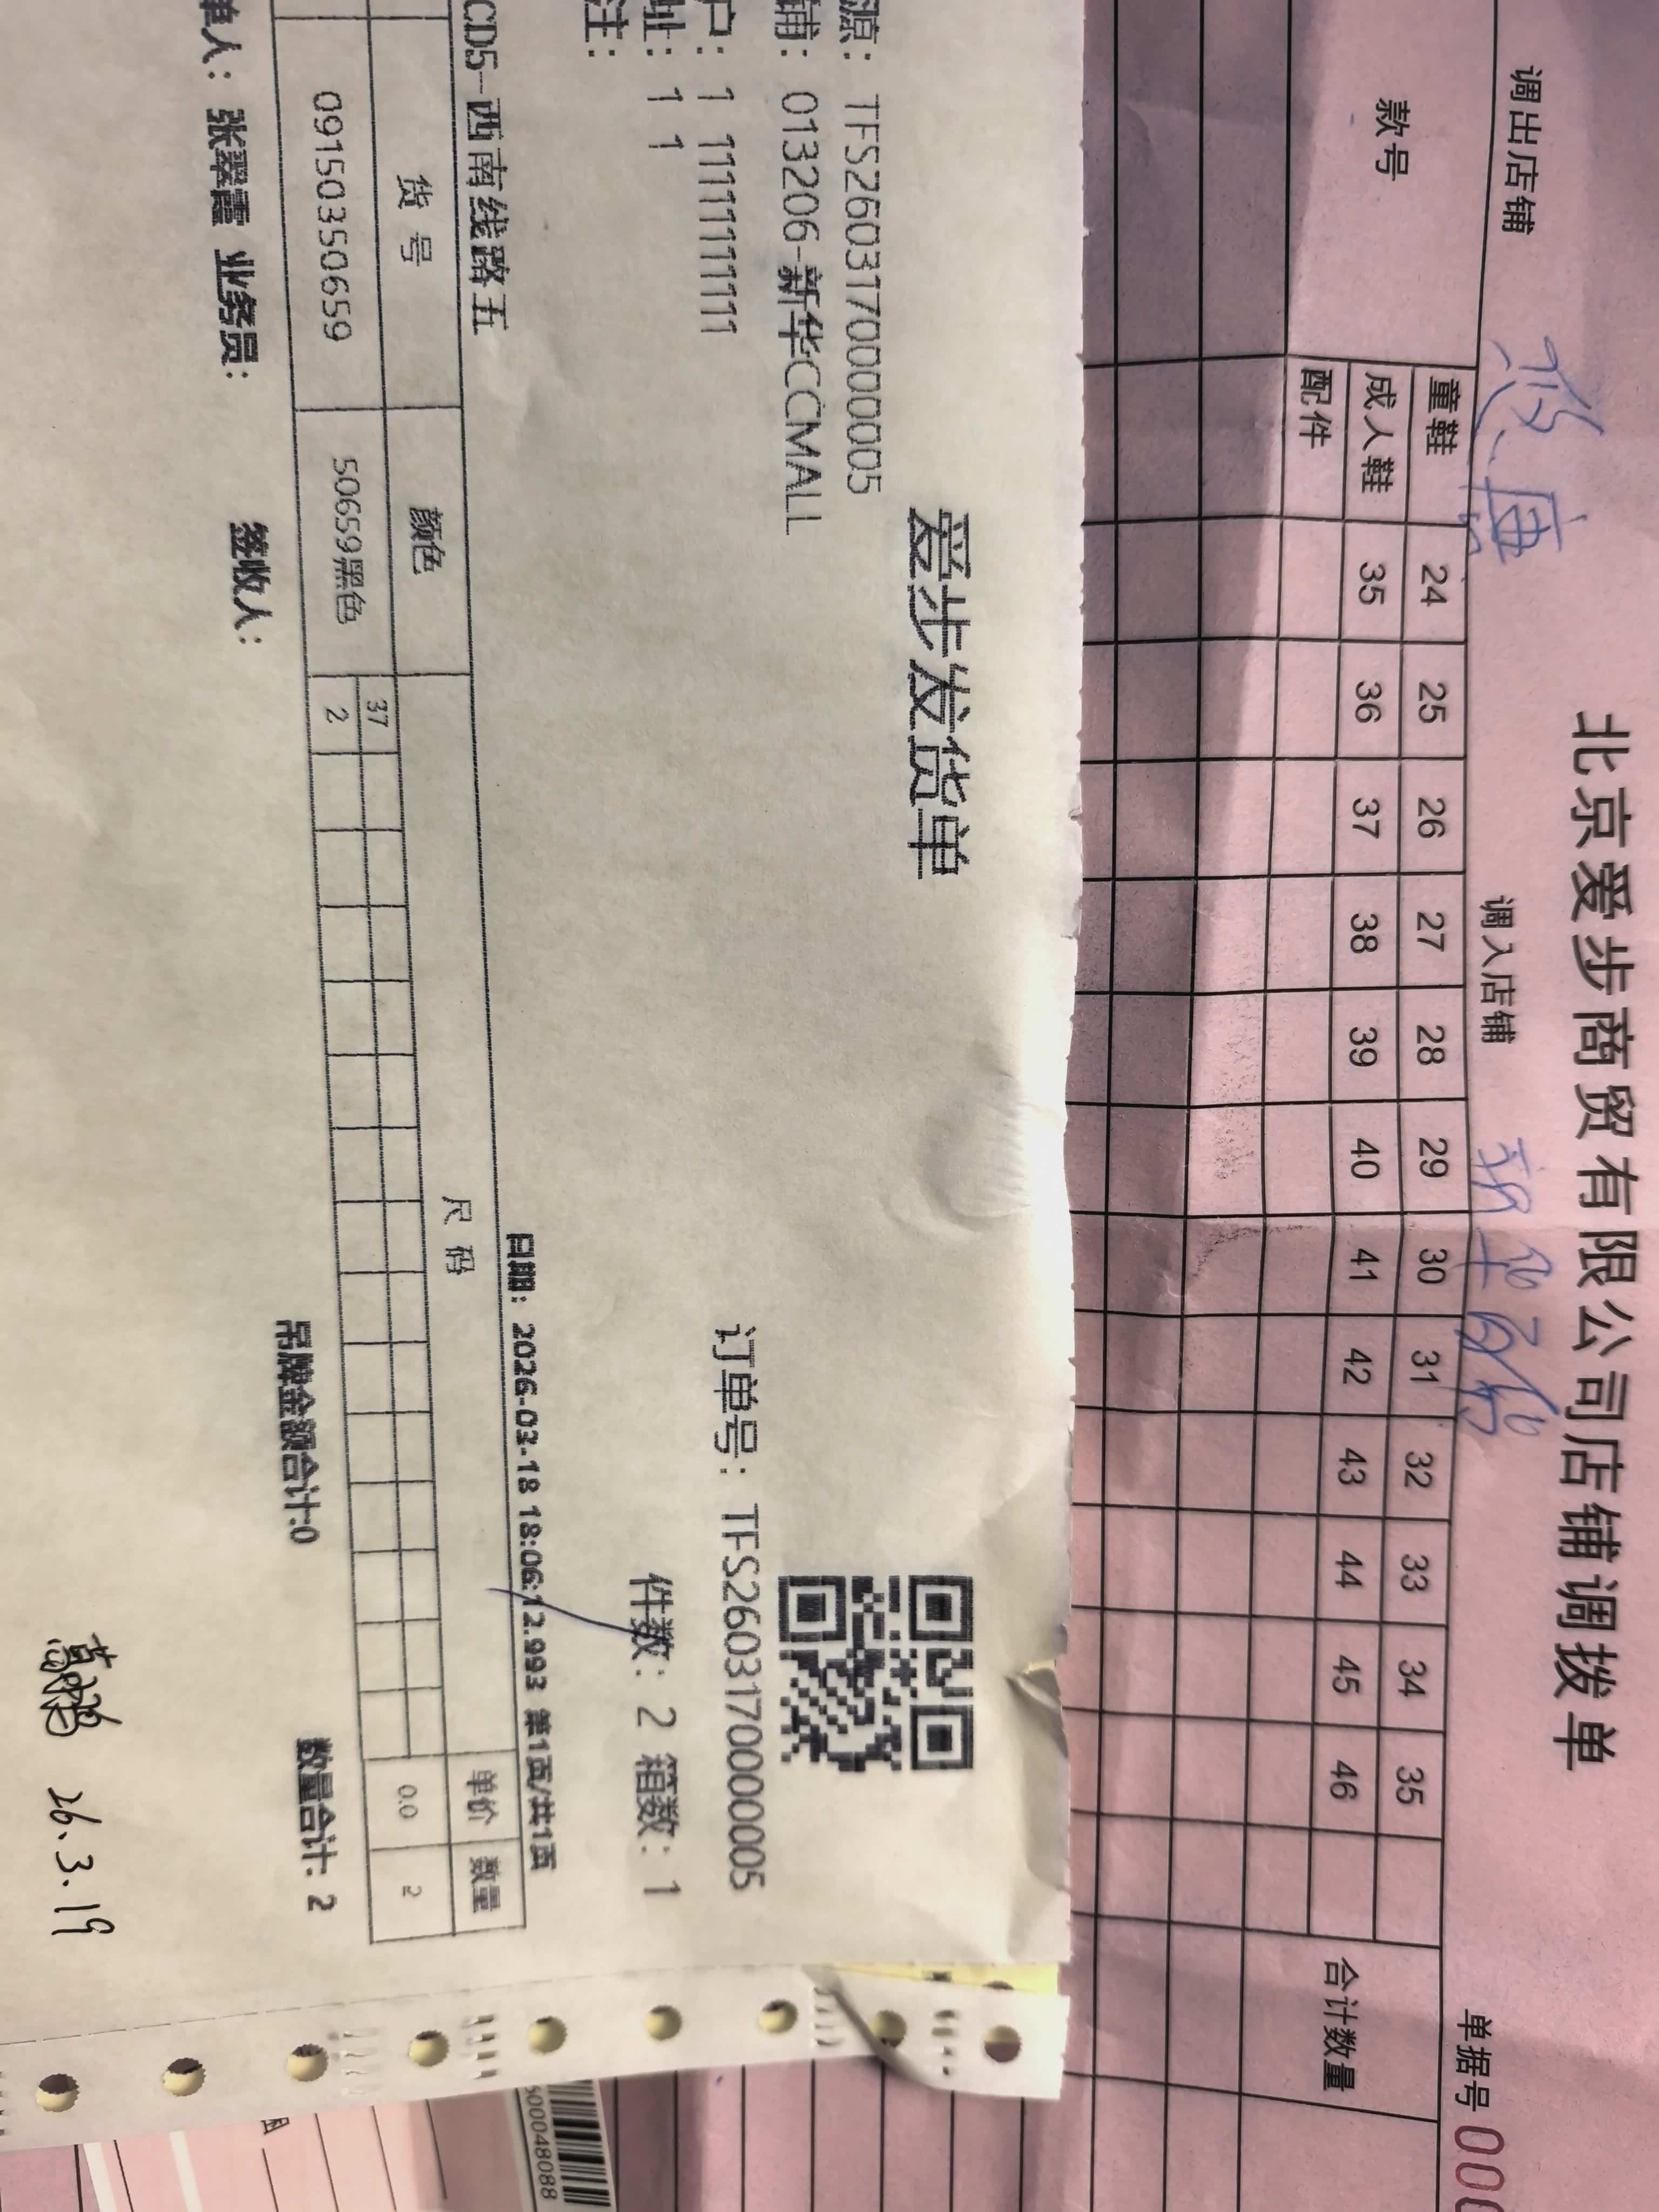 北京爱步商贸有限公司店铺调拨单
调出店铺
调入店铺
单据号 000
款号
童鞋 24 25 26 27 28 29 30 31 32 33 34 35
成人鞋 35 36 37 38 39 40 41 42 43 44 45 46
配件
合计数量
爱步发货单
源: TFS260317000005
铺: 013206-新华CCMALL
户: 1 111111111
订单号: TFS260317000005
址: 1 1
件数: 2 箱数: 1
注:
CD5-西南线路五
日期: 2026-03-18 18:06:12.993 第1页/共1页
货 号 颜色 尺 码 单价 数量
37
09150350659 50659黑色 2 0.0 2
单人: 张翠霞 业务员: 签收人: 吊牌金额合计:0 数量合计: 2
26.3.19
50004808​8